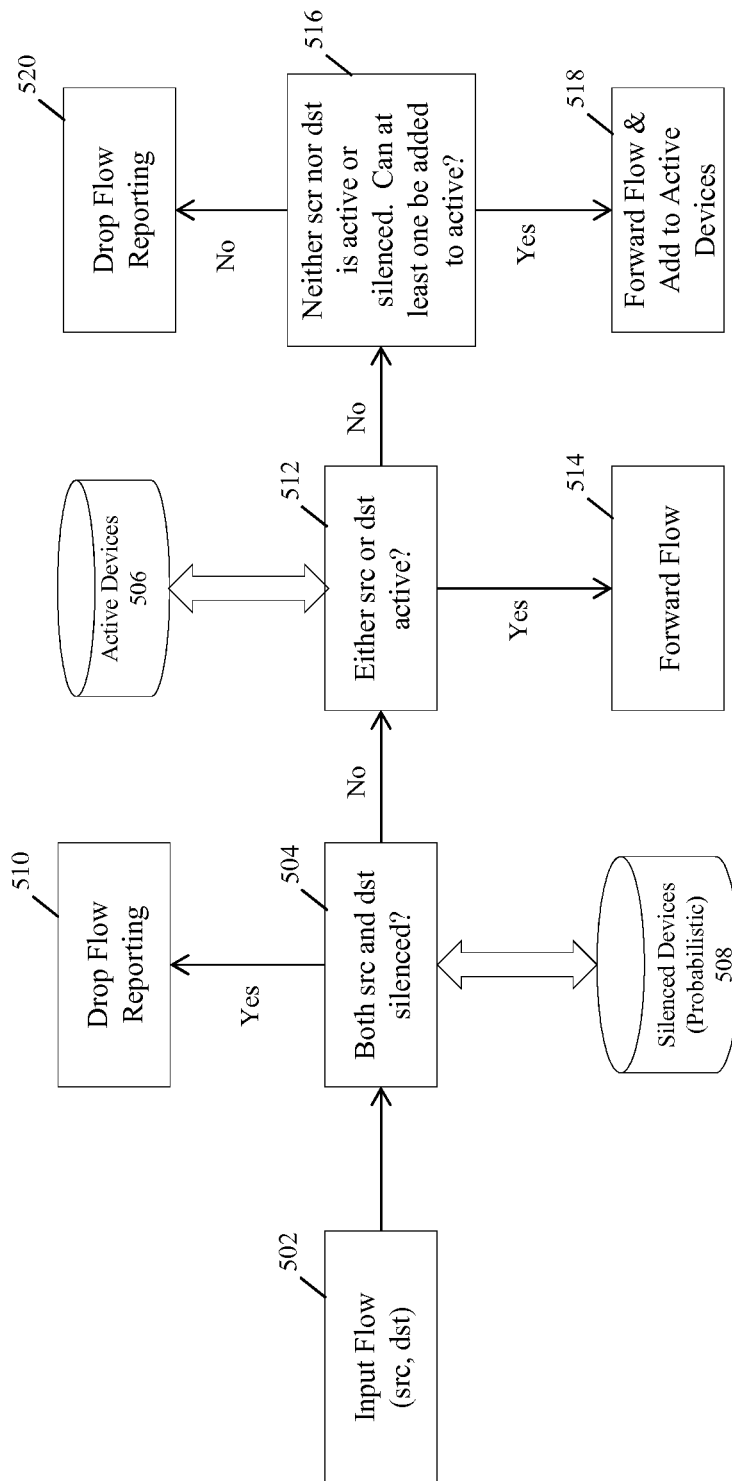 502
Input Flow
(src, dst)
504
Both src and dst
silenced?
Yes
510
Drop Flow
Reporting
Silenced Devices
(Probabilistic)
508
No
512
Either src or dst
active?
Active Devices
506
Yes
514
Forward Flow
No
516
Neither scr nor dst
is active or
silenced. Can at
least one be added
to active?
No
520
Drop Flow
Reporting
Yes
518
Forward Flow &
Add to Active
Devices